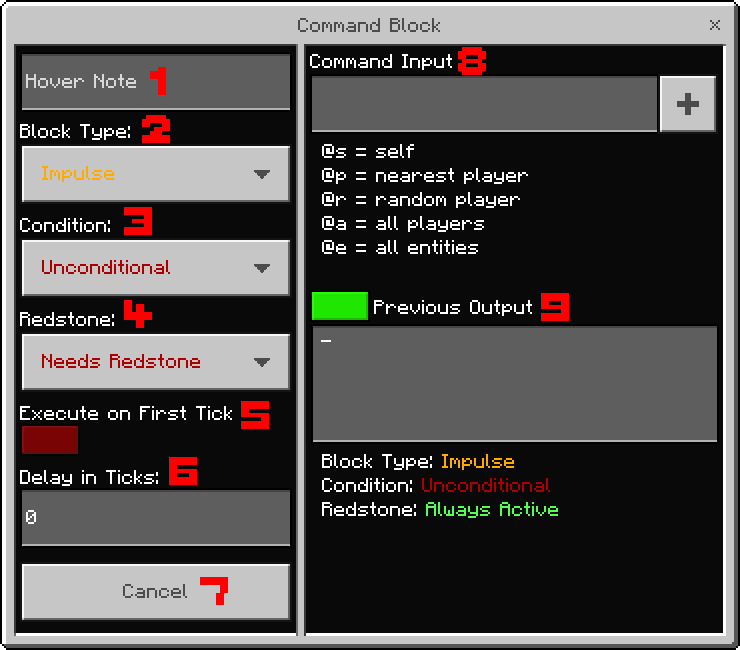 Command Block ×
Hover Note 1
Block Type: 2
Impulse
Condition: 3
Unconditional
Redstone: 4
Needs Redstone
Execute on First Tick 5
Delay in Ticks: 6
0
Cancel 7
Command Input 8
+
@s = self
@p = nearest player
@r = random player
@a = all players
@e = all entities
Previous Output 9
-
Block Type: Impulse
Condition: Unconditional
Redstone: Always Active